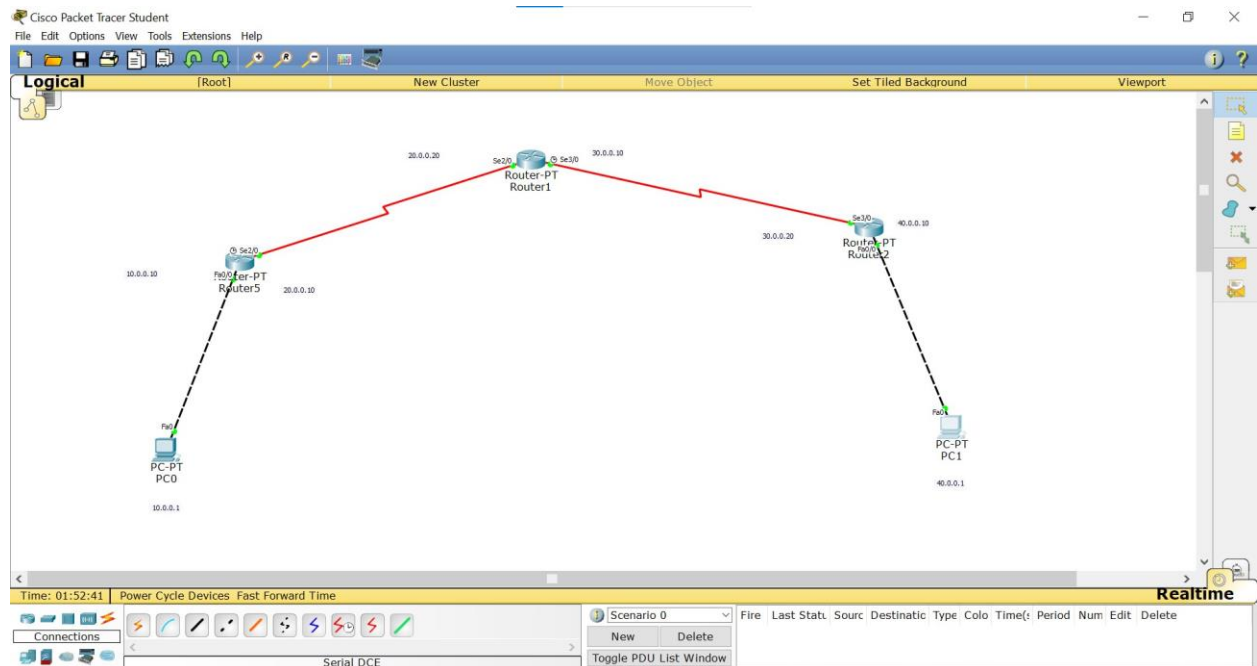 Cisco Packet Tracer Student
File Edit Options View Tools Extensions Help
Logical [Root] New Cluster Move Object Set Tiled Background Viewport
20.0.0.20
Se2/0
Se3/0
30.0.0.10
Router-PT
Router1
Se3/0
40.0.0.10
30.0.0.20
Router-PT
Fa0/0
Router2
Se2/0
10.0.0.10
Fa0/0
ter-PT
Router5
20.0.0.10
Fa0
PC-PT
PC0
10.0.0.1
Fa0
PC-PT
PC1
40.0.0.1
Time: 01:52:41 Power Cycle Devices Fast Forward Time Realtime
Connections
Serial DCE
Scenario 0
New Delete
Toggle PDU List Window
Fire Last Statu Sourc Destinatic Type Colo Time(s Period Num Edit Delete